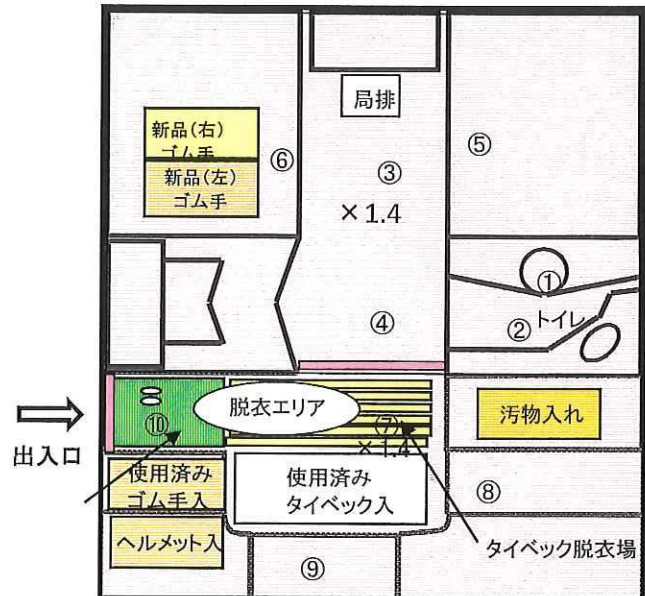 局排
新品(右)
ゴム手
新品(左)
ゴム手
⑥
③
×1.4
⑤
①
②
トイレ
④
脱衣エリア
⑩
⑦
×1.4
汚物入れ
出入口
使用済み
ゴム手入
使用済み
タイベック入
⑧
ヘルメット入
⑨
タイベック脱衣場